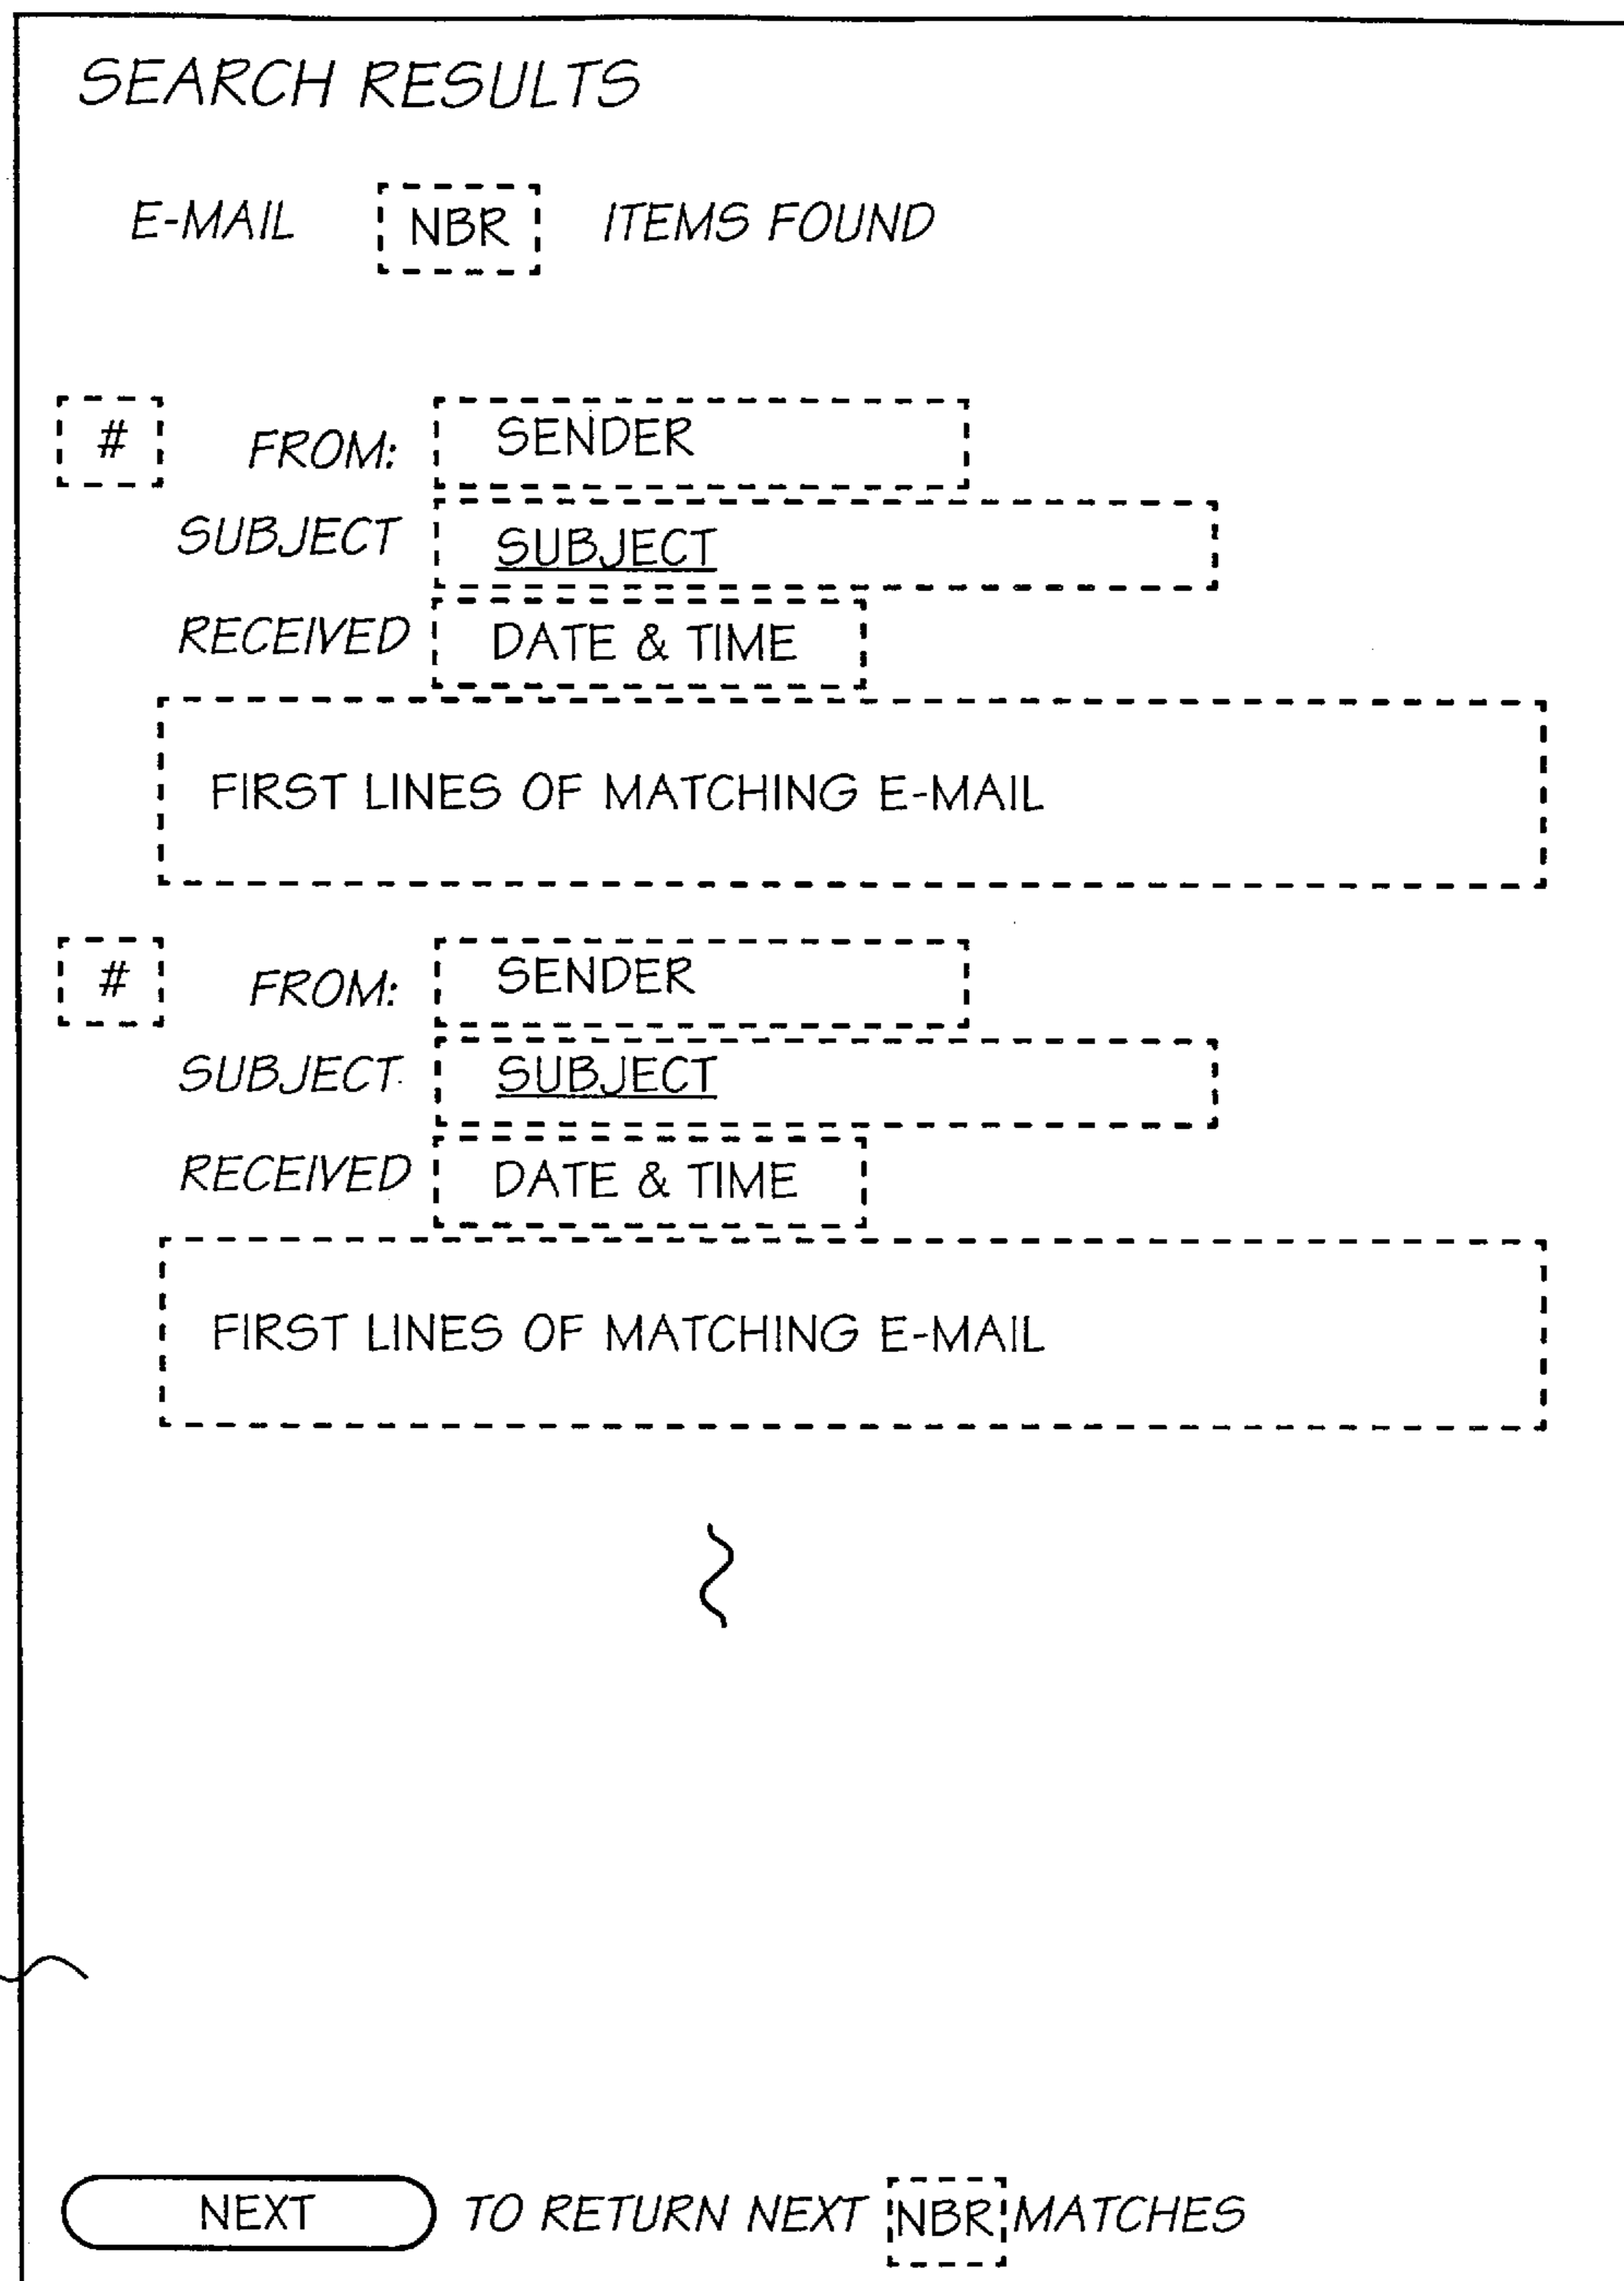 SEARCH RESULTS
E-MAIL NBR ITEMS FOUND
# FROM: SENDER
SUBJECT SUBJECT
RECEIVED DATE & TIME
FIRST LINES OF MATCHING E-MAIL
# FROM: SENDER
SUBJECT SUBJECT
RECEIVED DATE & TIME
FIRST LINES OF MATCHING E-MAIL
NEXT TO RETURN NEXT NBR MATCHES